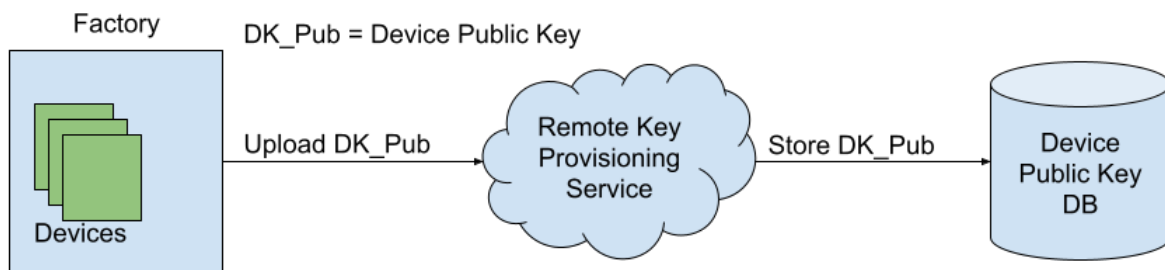 Factory
DK_Pub = Device Public Key
Devices
Upload DK_Pub
Remote Key
Provisioning
Service
Store DK_Pub
Device
Public Key
DB